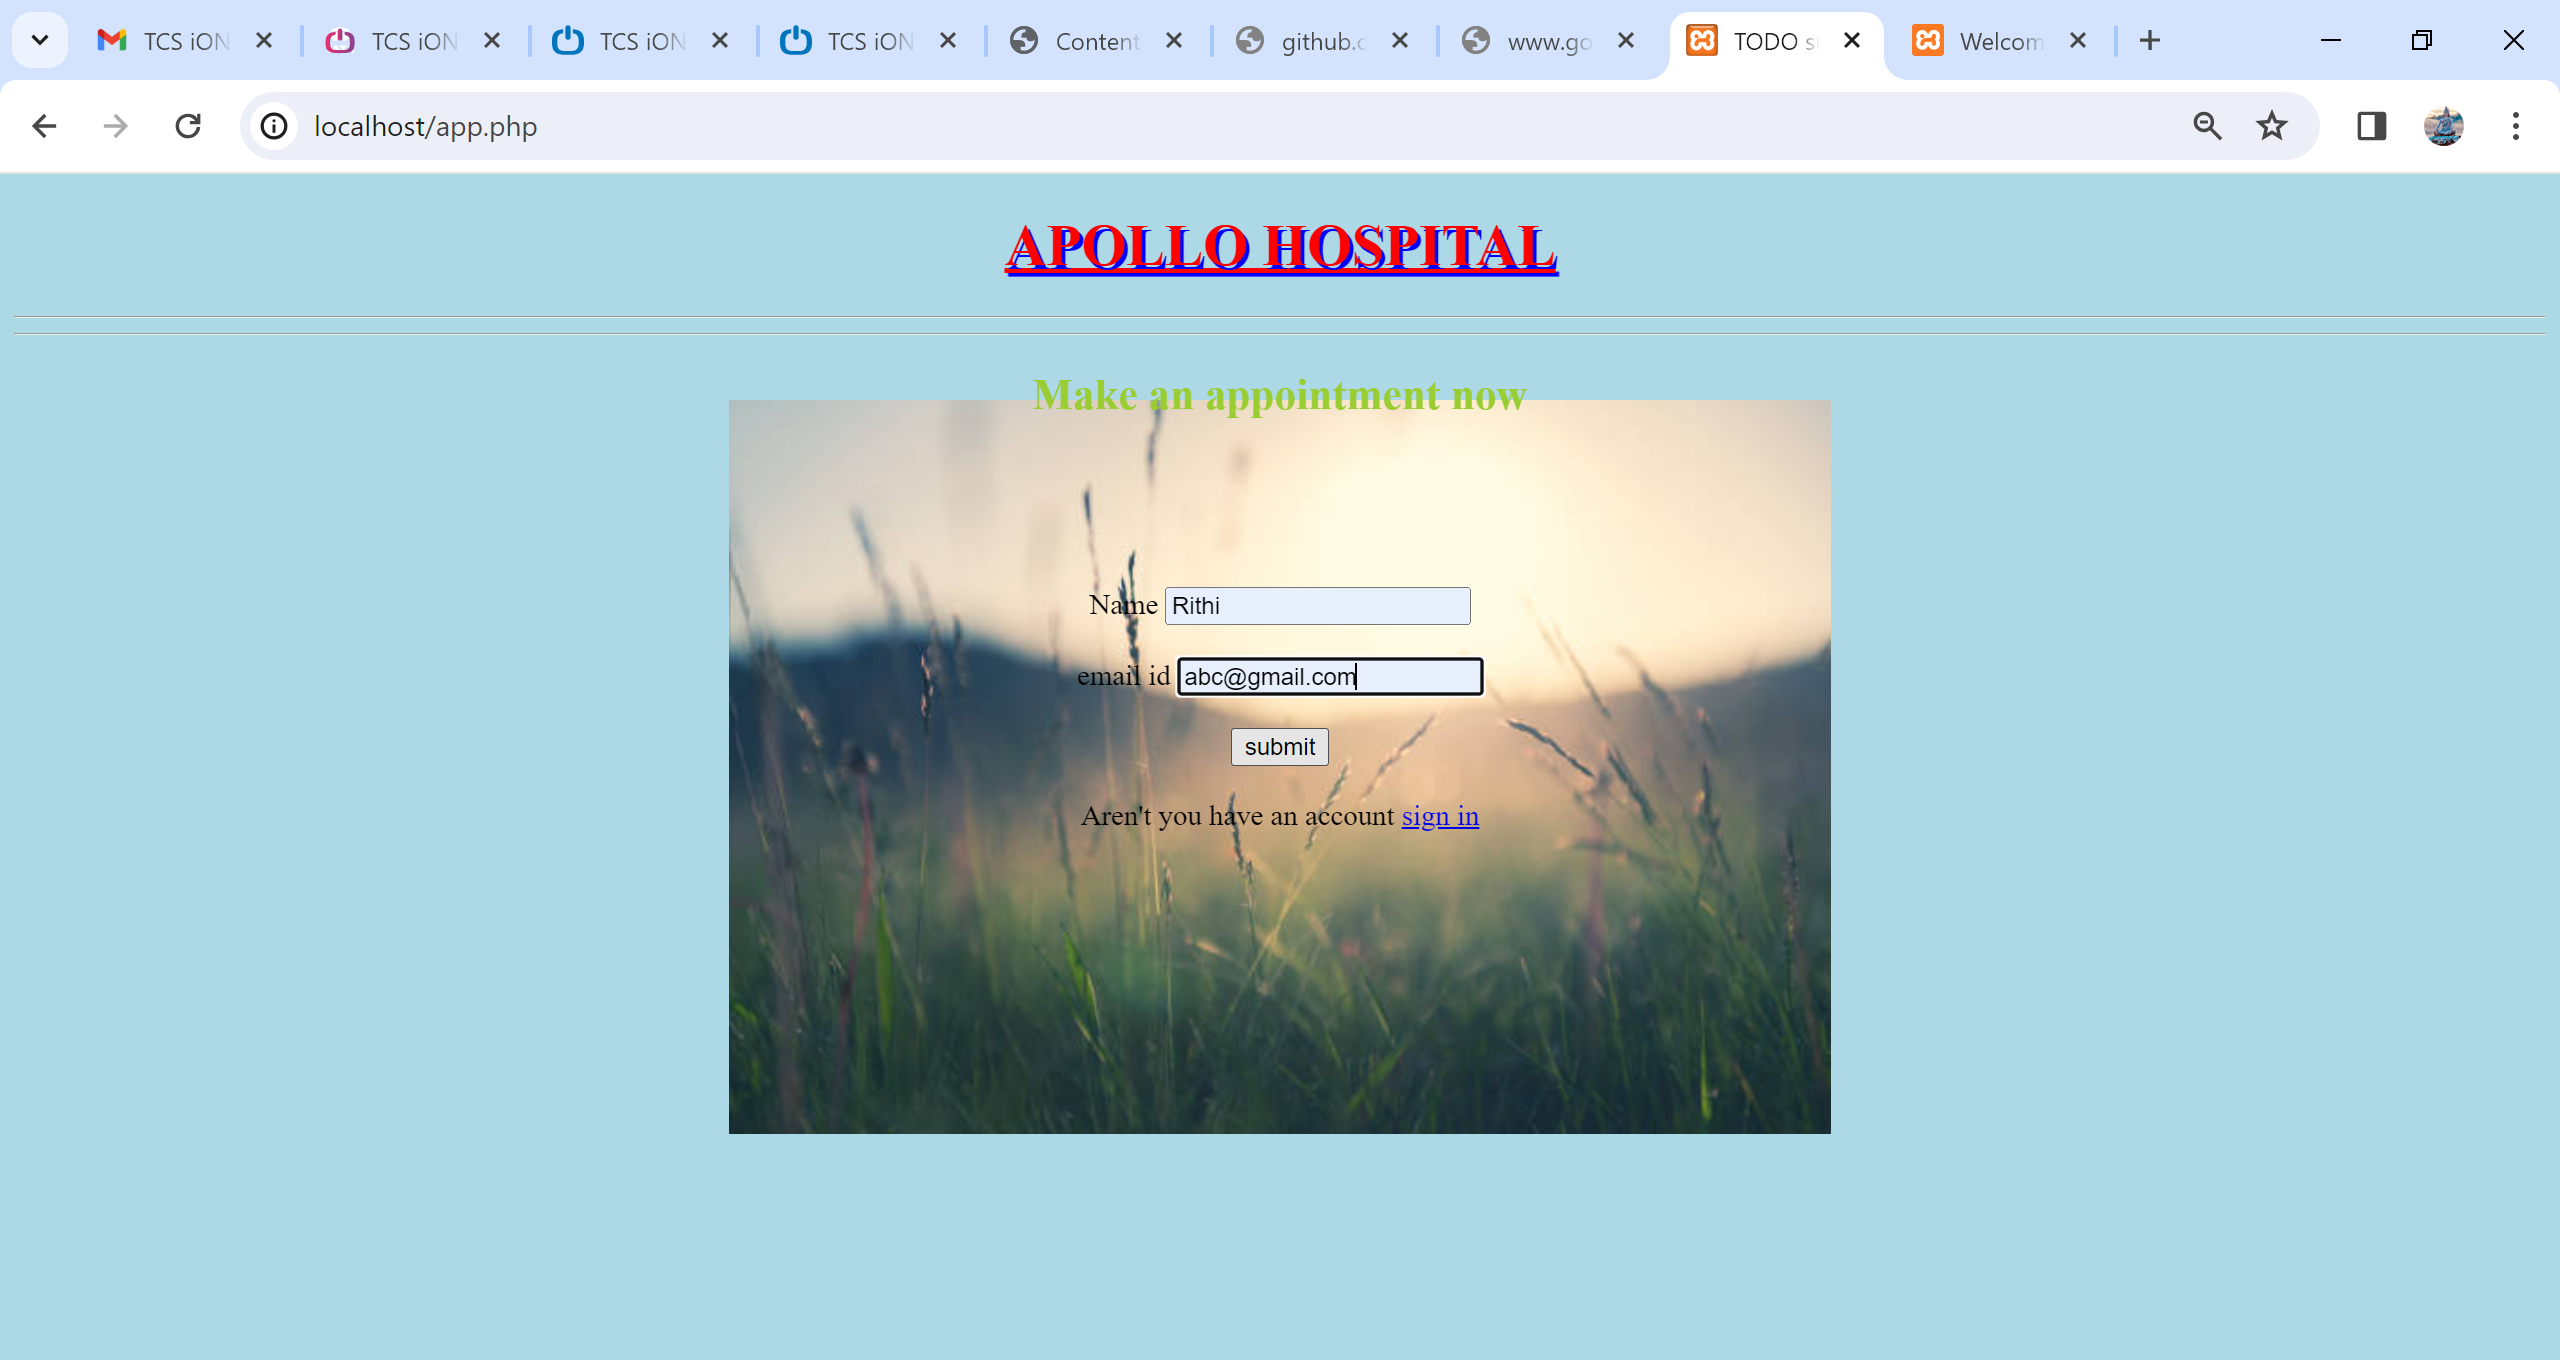 TCS iON
TCS iON
TCS iON
TCS iON
Content
github.c
www.go
TODO s
Welcom
localhost/app.php
APOLLO HOSPITAL
Make an appointment now
Name Rithi
email id abc@gmail.com
submit
Aren't you have an account sign in